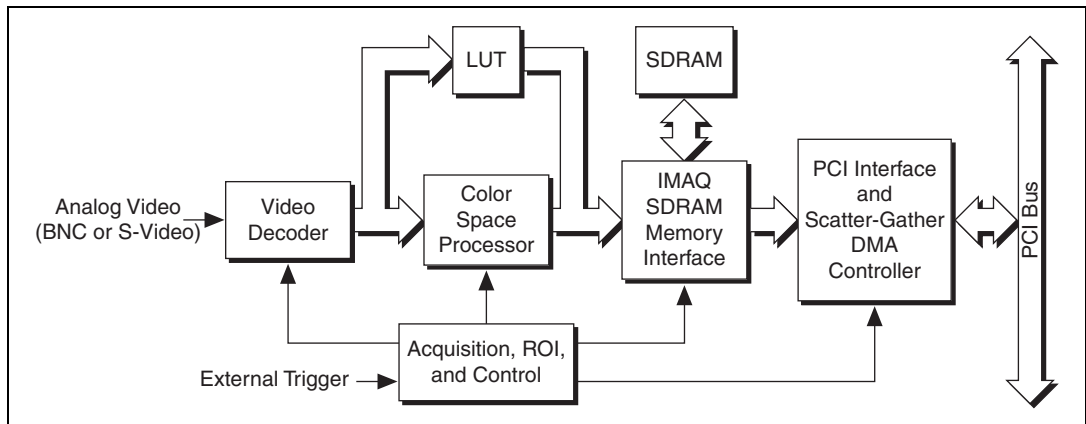 LUT
SDRAM
Analog Video
(BNC or S-Video)
Video
Decoder
Color
Space
Processor
IMAQ
SDRAM
Memory
Interface
PCI Interface
and
Scatter-Gather
DMA
Controller
PCI Bus
Acquisition, ROI,
and Control
External Trigger